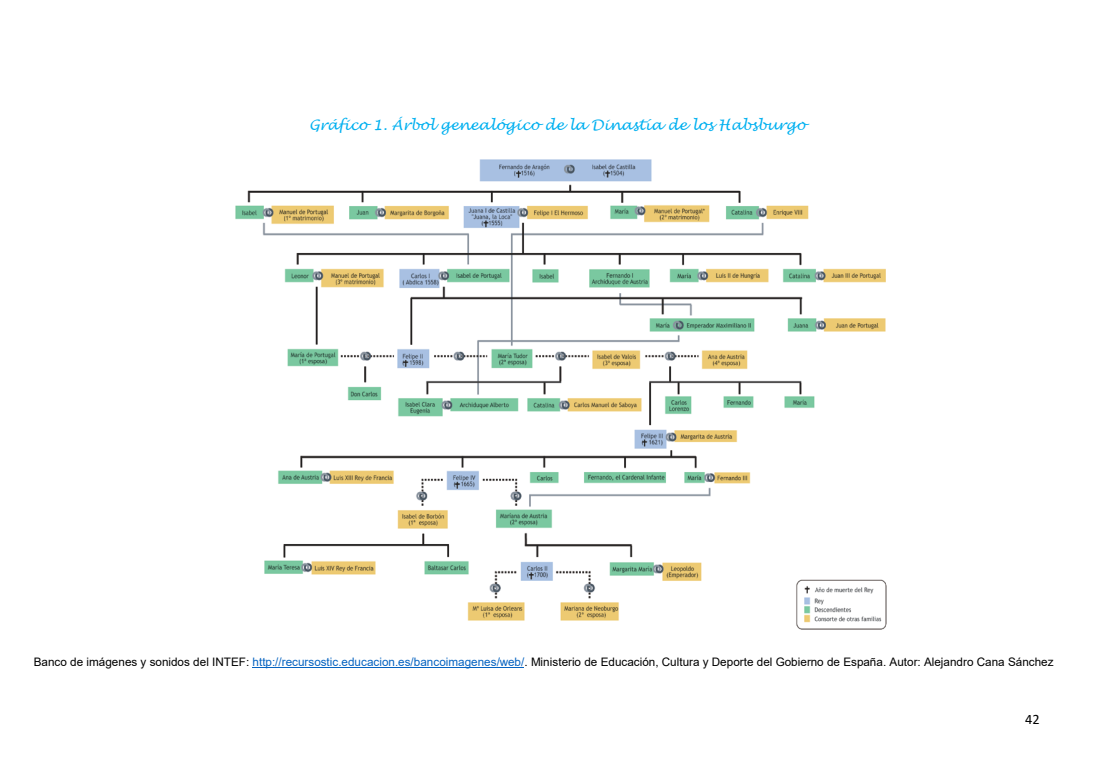 Gráfico 1. Árbol genealógico de la Dinastía de los Habsburgo
Fernando de Aragón
(✝1516)
Isabel de Castilla
(✝1504)
Isabel
Manuel de Portugal
(1º matrimonio)
Juan
Margarita de Borgoña
Juana I de Castilla
"Juana, la Loca"
(✝1555)
Felipe I El Hermoso
María
Manuel de Portugal"
(2º matrimonio)
Catalina
Enrique VIII
Leonor
Manuel de Portugal
(3º matrimonio)
Carlos I
( Abdica 1558)
Isabel de Portugal
Isabel
Fernando I
Archiduque de Austria
María
Luis II de Hungría
Catalina
Juan III de Portugal
María
Emperador Maximiliano II
Juana
Juan de Portugal
María de Portugal
(1ª esposa)
Felipe II
(✝1598)
María Tudor
(2ª esposa)
Isabel de Valois
(3ª esposa)
Ana de Austria
(4ª esposa)
Don Carlos
Isabel Clara
Eugenia
Archiduque Alberto
Catalina
Carlos Manuel de Saboya
Carlos
Lorenzo
Fernando
María
Felipe III
(✝1621)
Margarita de Austria
Ana de Austria
Luis XIII Rey de Francia
Felipe IV
(✝1665)
Carlos
Fernando, el Cardenal Infante
María
Fernando III
Isabel de Borbón
(1ª esposa)
Mariana de Austria
(2ª esposa)
María Teresa
Luis XIV Rey de Francia
Baltasar Carlos
Carlos II
(✝1700)
Margarita María
Leopoldo
(Emperador)
Mª Luisa de Orleans
(1ª esposa)
Mariana de Neoburgo
(2ª esposa)
✝ Año de muerte del Rey
Rey
Descendientes
Consorte de otras familias
Banco de imágenes y sonidos del INTEF: http://recursostic.educacion.es/bancoimagenes/web/. Ministerio de Educación, Cultura y Deporte del Gobierno de España. Autor: Alejandro Cana Sánchez
42